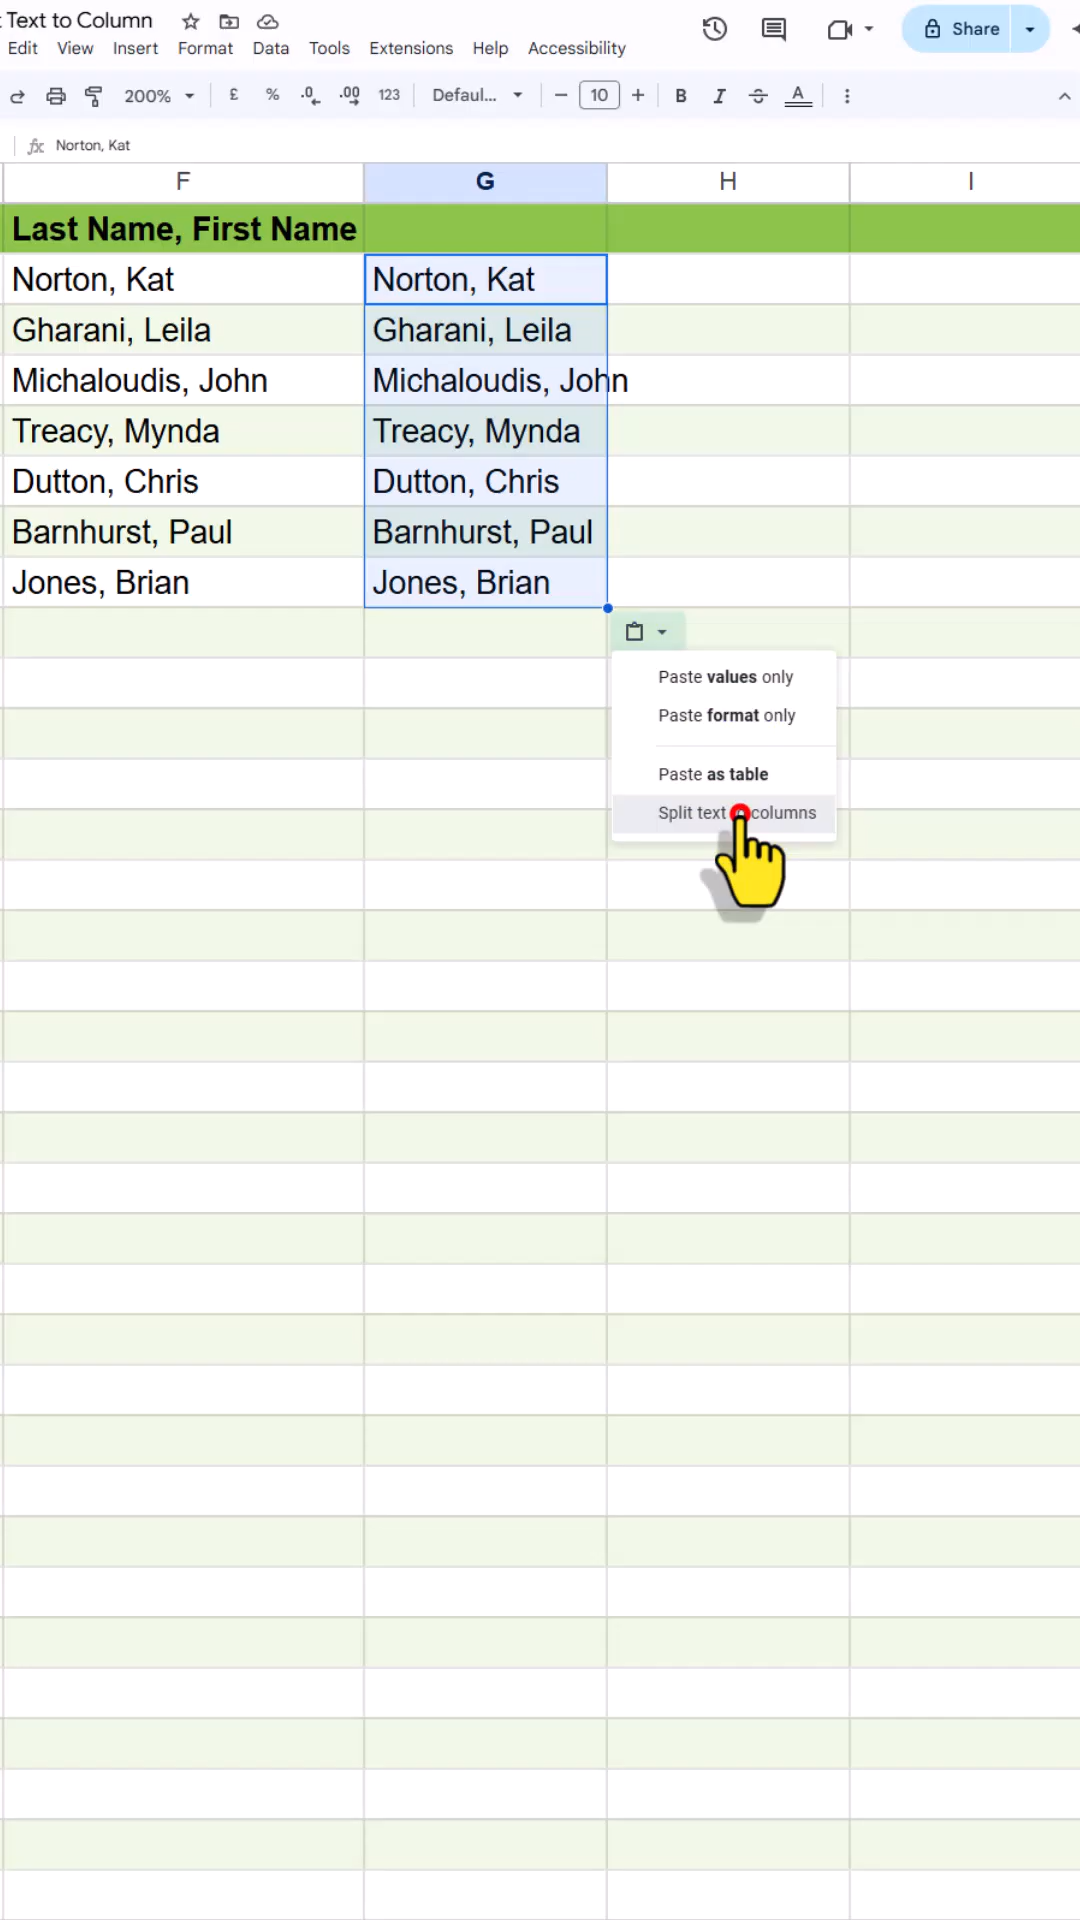 Text to Column
Edit View Insert Format Data Tools Extensions Help Accessibility
Share
200% £ % .0 .00 123 Defaul... − 10 + B I S A
fx Norton, Kat
F G H I
Last Name, First Name
Norton, Kat Norton, Kat
Gharani, Leila Gharani, Leila
Michaloudis, John Michaloudis, John
Treacy, Mynda Treacy, Mynda
Dutton, Chris Dutton, Chris
Barnhurst, Paul Barnhurst, Paul
Jones, Brian Jones, Brian
Paste values only
Paste format only
Paste as table
Split text columns